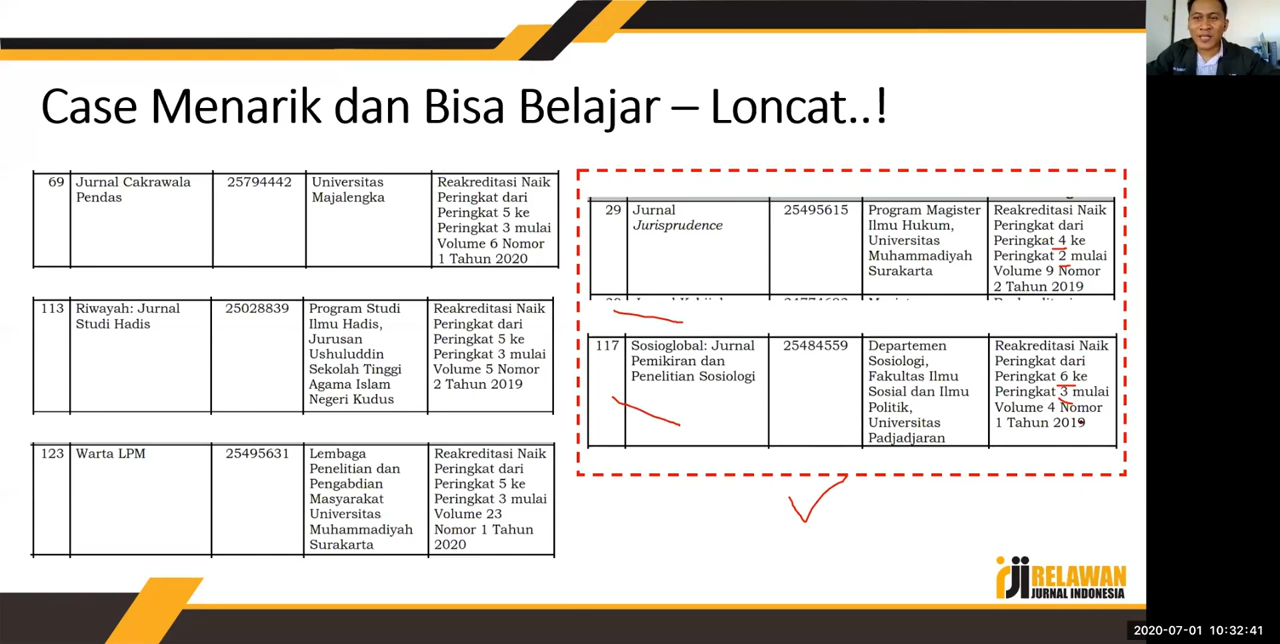 Case Menarik dan Bisa Belajar – Loncat..!
69 Jurnal Cakrawala 25794442 Universitas Reakreditasi Naik
Pendas Majalengka Peringkat dari
Peringkat 5 ke
Peringkat 3 mulai
Volume 6 Nomor
1 Tahun 2020
113 Riwayah: Jurnal 25028839 Program Studi Reakreditasi Naik
Studi Hadis Ilmu Hadis, Peringkat dari
Jurusan Peringkat 5 ke
Ushuluddin Peringkat 3 mulai
Sekolah Tinggi Volume 5 Nomor
Agama Islam 2 Tahun 2019
Negeri Kudus
123 Warta LPM 25495631 Lembaga Reakreditasi Naik
Penelitian dan Peringkat dari
Pengabdian Peringkat 5 ke
Masyarakat Peringkat 3 mulai
Universitas Volume 23
Muhammadiyah Nomor 1 Tahun
Surakarta 2020
29 Jurnal 25495615 Program Magister Reakreditasi Naik
Jurisprudence Ilmu Hukum, Peringkat dari
Universitas Peringkat 4 ke
Muhammadiyah Peringkat 2 mulai
Surakarta Volume 9 Nomor
2 Tahun 2019
117 Sosioglobal: Jurnal 25484559 Departemen Reakreditasi Naik
Pemikiran dan Sosiologi, Peringkat dari
Penelitian Sosiologi Fakultas Ilmu Peringkat 6 ke
Sosial dan Ilmu Peringkat 3 mulai
Politik, Volume 4 Nomor
Universitas 1 Tahun 2019
Padjadjaran
RELAWAN
JURNAL INDONESIA
2020-07-01 10:32:41